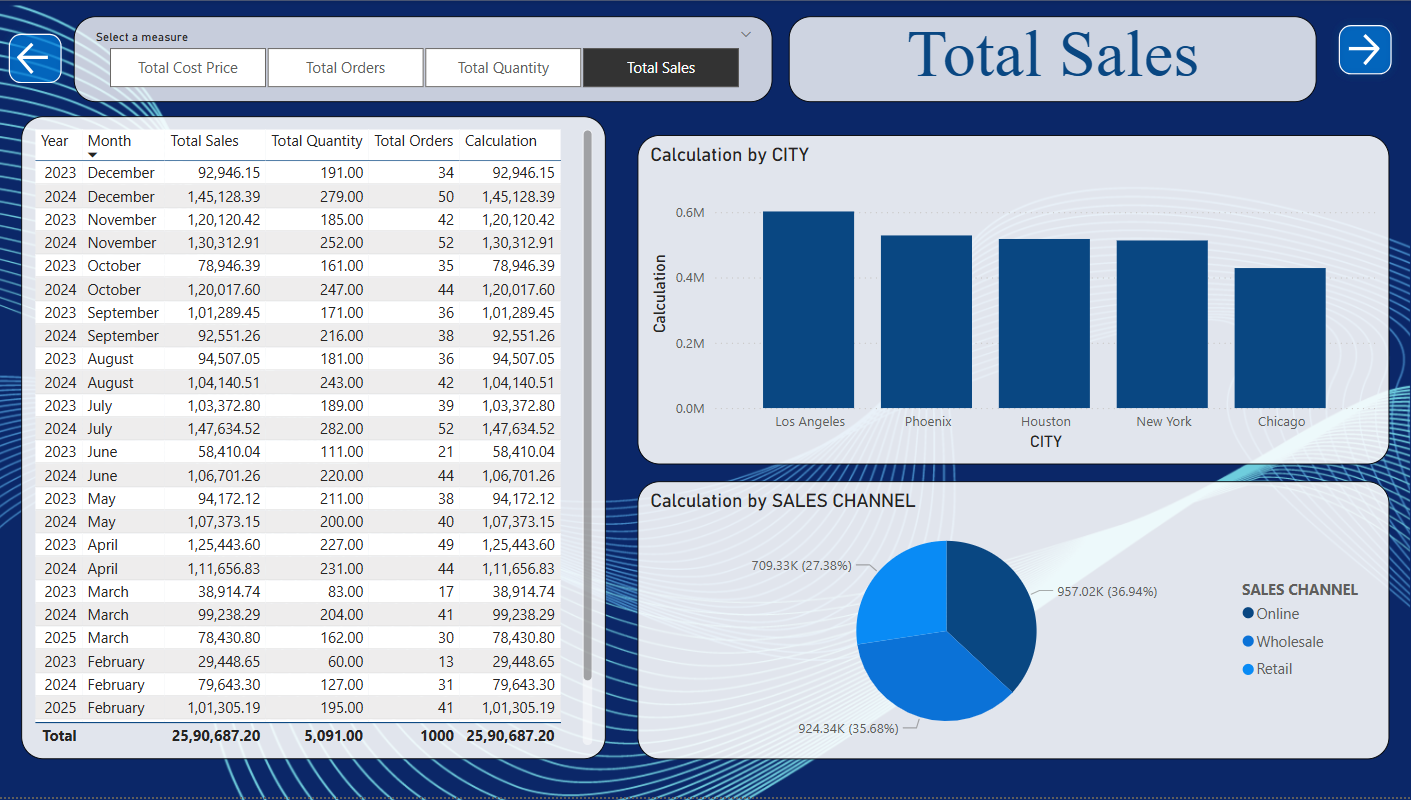 Select a measure
Total Cost Price Total Orders Total Quantity Total Sales
Total Sales
Year Month Total Sales Total Quantity Total Orders Calculation
2023 December 92,946.15 191.00 34 92,946.15
2024 December 1,45,128.39 279.00 50 1,45,128.39
2023 November 1,20,120.42 185.00 42 1,20,120.42
2024 November 1,30,312.91 252.00 52 1,30,312.91
2023 October 78,946.39 161.00 35 78,946.39
2024 October 1,20,017.60 247.00 44 1,20,017.60
2023 September 1,01,289.45 171.00 36 1,01,289.45
2024 September 92,551.26 216.00 38 92,551.26
2023 August 94,507.05 181.00 36 94,507.05
2024 August 1,04,140.51 243.00 42 1,04,140.51
2023 July 1,03,372.80 189.00 39 1,03,372.80
2024 July 1,47,634.52 282.00 52 1,47,634.52
2023 June 58,410.04 111.00 21 58,410.04
2024 June 1,06,701.26 220.00 44 1,06,701.26
2023 May 94,172.12 211.00 38 94,172.12
2024 May 1,07,373.15 200.00 40 1,07,373.15
2023 April 1,25,443.60 227.00 49 1,25,443.60
2024 April 1,11,656.83 231.00 44 1,11,656.83
2023 March 38,914.74 83.00 17 38,914.74
2024 March 99,238.29 204.00 41 99,238.29
2025 March 78,430.80 162.00 30 78,430.80
2023 February 29,448.65 60.00 13 29,448.65
2024 February 79,643.30 127.00 31 79,643.30
2025 February 1,01,305.19 195.00 41 1,01,305.19
Total 25,90,687.20 5,091.00 1000 25,90,687.20
Calculation by CITY
Calculation
0.6M
0.4M
0.2M
0.0M
Los Angeles Phoenix Houston New York Chicago
CITY
Calculation by SALES CHANNEL
709.33K (27.38%)
957.02K (36.94%)
924.34K (35.68%)
SALES CHANNEL
Online
Wholesale
Retail